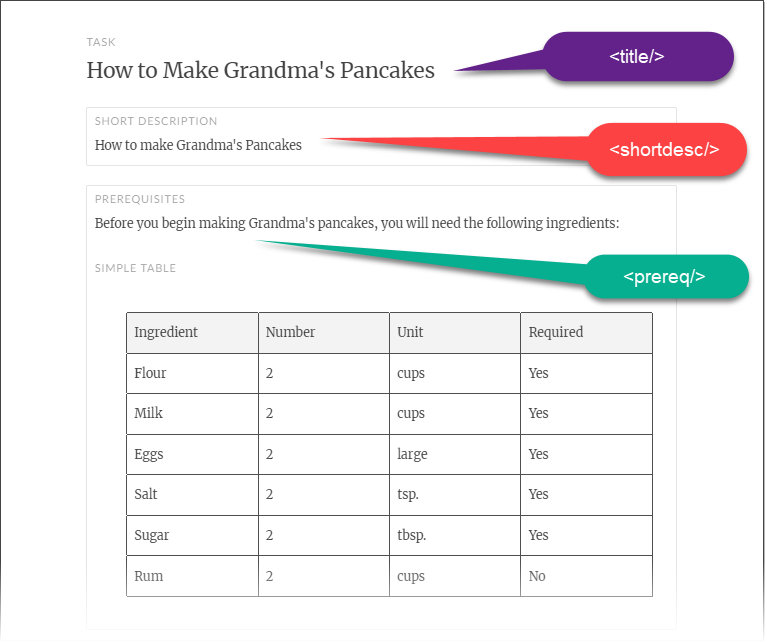 TASK
How to Make Grandma's Pancakes
<title/>
SHORT DESCRIPTION
How to make Grandma's Pancakes
<shortdesc/>
PREREQUISITES
Before you begin making Grandma's pancakes, you will need the following ingredients:
<prereq/>
SIMPLE TABLE
Ingredient Number Unit Required
Flour 2 cups Yes
Milk 2 cups Yes
Eggs 2 large Yes
Salt 2 tsp. Yes
Sugar 2 tbsp. Yes
Rum 2 cups No